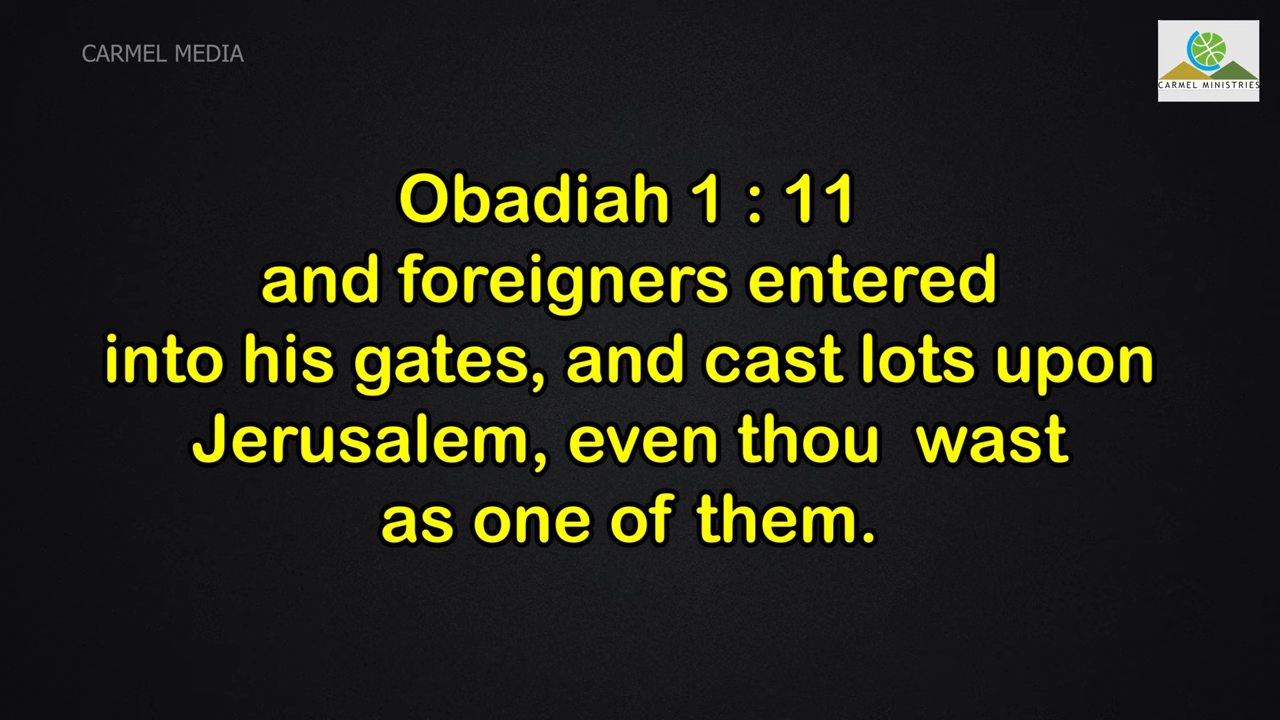 CARMEL MEDIA
CARMEL MINISTRIES
Obadiah 1 : 11
and foreigners entered
into his gates, and cast lots upon
Jerusalem, even thou  wast
as one of them.